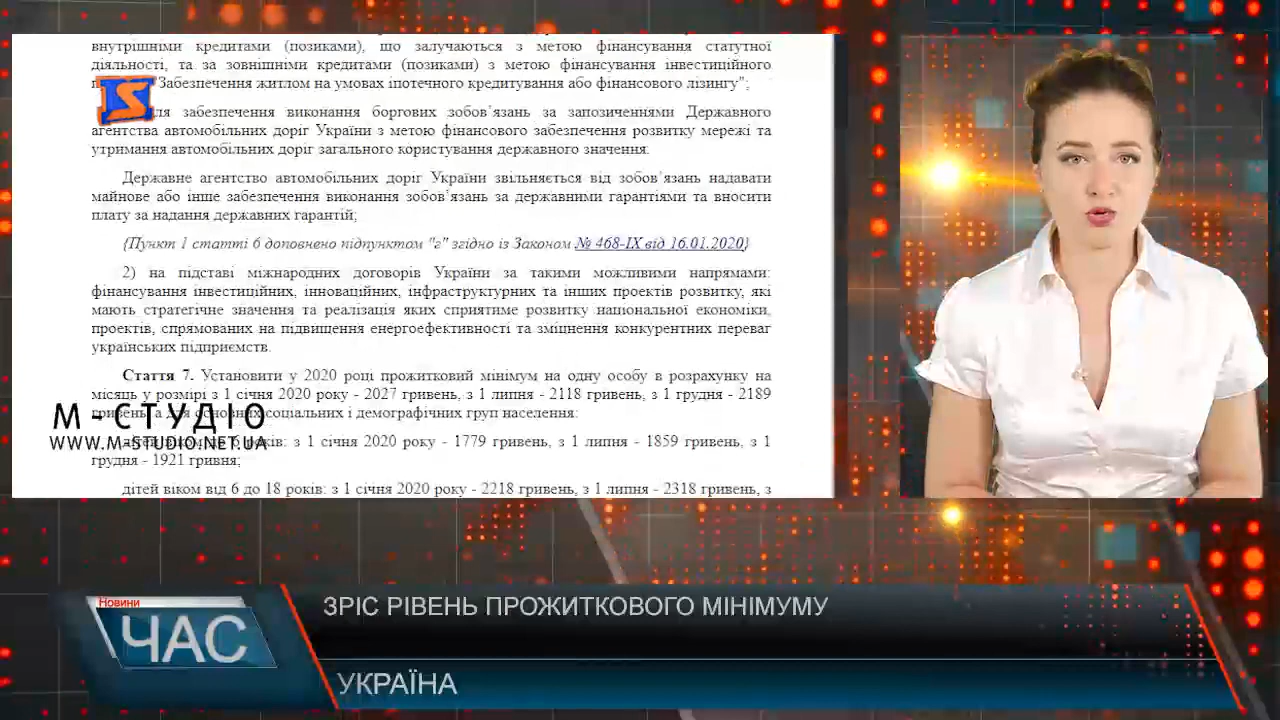 внутрішніми кредитами (позиками), що залучаються з метою фінансування статутної
діяльності, та за зовнішніми кредитами (позиками) з метою фінансування інвестиційного
"Забезпечення житлом на умовах іпотечного кредитування або фінансового лізингу";
для забезпечення виконання боргових зобов'язань за запозиченнями Державного
агентства автомобільних доріг України з метою фінансового забезпечення розвитку мережі та
утримання автомобільних доріг загального користування державного значення.
Державне агентство автомобільних доріг України звільняється від зобов'язань надавати
майнове або інше забезпечення виконання зобов'язань за державними гарантіями та вносити
плату за надання державних гарантій;
{Пункт 1 статті 6 доповнено підпунктом "г" згідно із Законом № 468-IX від 16.01.2020}
2) на підставі міжнародних договорів України за такими можливими напрямами:
фінансування інвестиційних, інноваційних, інфраструктурних та інших проектів розвитку, які
мають стратегічне значення та реалізація яких сприятиме розвитку національної економіки,
проектів, спрямованих на підвищення енергоефективності та зміцнення конкурентних переваг
українських підприємств.
Стаття 7. Установити у 2020 році прожитковий мінімум на одну особу в розрахунку на
місяць у розмірі з 1 січня 2020 року - 2027 гривень, з 1 липня - 2118 гривень, з 1 грудня - 2189
гривень, а для основних соціальних і демографічних груп населення:
М-СТУДІО
дітей віком до 6 років: з 1 січня 2020 року - 1779 гривень, з 1 липня - 1859 гривень, з 1
WWW.M-STUDIO.NET.UA
грудня - 1921 гривня;
дітей віком від 6 до 18 років: з 1 січня 2020 року - 2218 гривень, з 1 липня - 2318 гривень, з
Новини
ЧАС
ЗРІС РІВЕНЬ ПРОЖИТКОВОГО МІНІМУМУ
УКРАЇНА